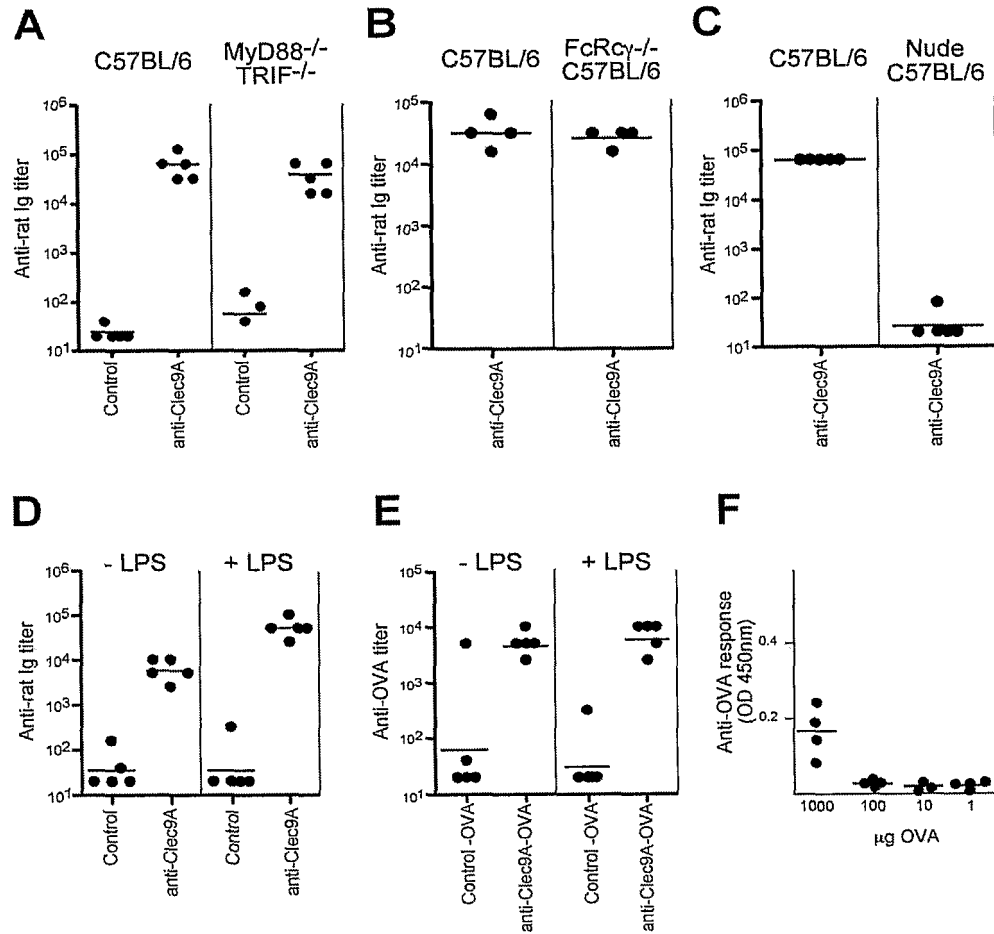 A
C57BL/6
MyD88-/-
TRIF-/-
Anti-rat Ig titer
10⁶
10⁵
10⁴
10³
10²
10¹
Control
anti-Clec9A
Control
anti-Clec9A
B
C57BL/6
FcRcγ-/-
C57BL/6
Anti-rat Ig titer
10⁵
10⁴
10³
10²
10¹
anti-Clec9A
anti-Clec9A
C
C57BL/6
Nude
C57BL/6
Anti-rat Ig titer
10⁶
10⁵
10⁴
10³
10²
10¹
anti-Clec9A
anti-Clec9A
D
- LPS
+ LPS
Anti-rat Ig titer
10⁶
10⁵
10⁴
10³
10²
10¹
Control
anti-Clec9A
Control
anti-Clec9A
E
- LPS
+ LPS
Anti-OVA titer
10⁵
10⁴
10³
10²
10¹
Control -OVA
anti-Clec9A-OVA
Control -OVA
anti-Clec9A-OVA
F
Anti-OVA response
(OD 450nm)
0.4
0.2
1000 100 10 1
µg OVA